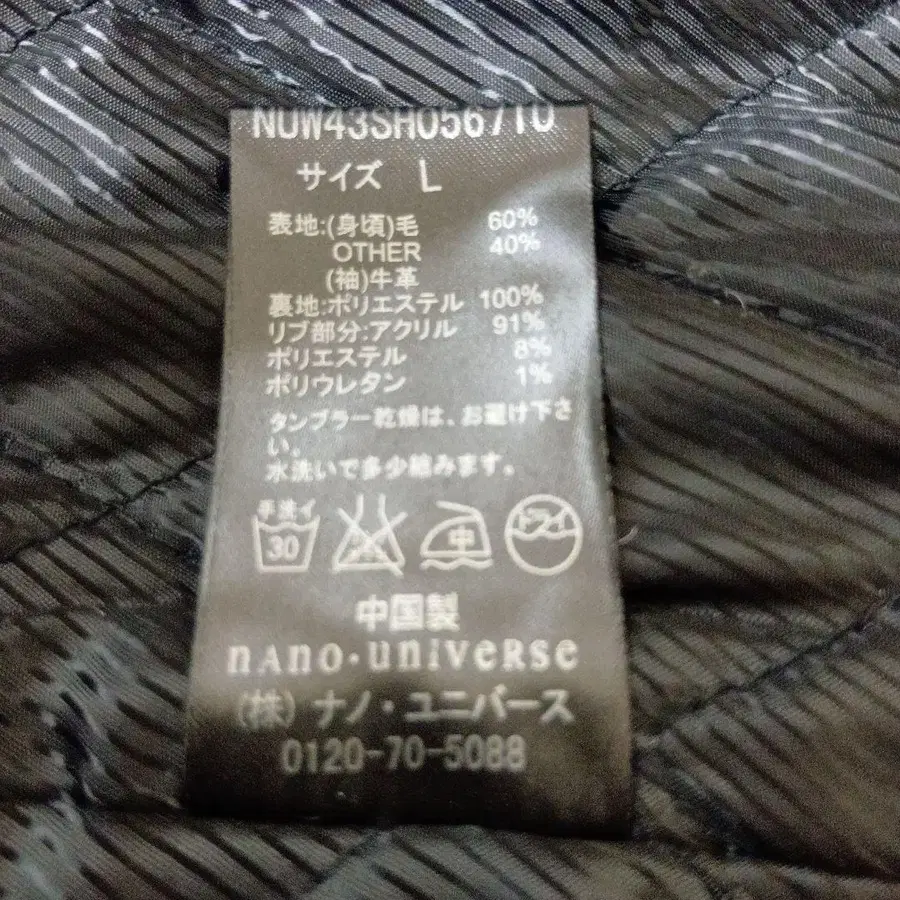 NUW43SH056710
サイズ L
表地:(身頃)毛 60%
OTHER 40%
(袖)牛革
裏地:ポリエステル 100%
リブ部分:アクリル 91%
ポリエステル 8%
ポリウレタン 1%
タンブラー乾燥は、お避け下さ
い。
水洗いで多少縮みます。
手洗イ 30 中 ドライ
中国製
nAno・universe
(株)ナノ・ユニバース
0120-70-5088